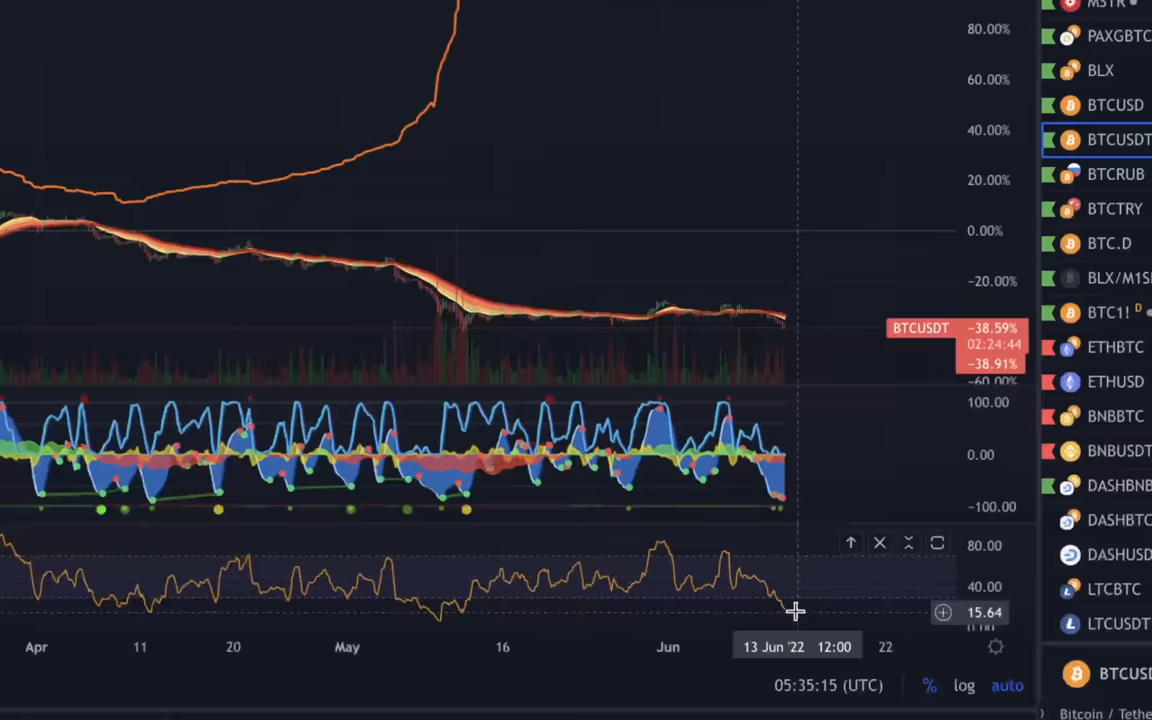 MSTR
80.00%
PAXGBTC
60.00%
BLX
40.00%
BTCUSD
BTCUSDT
20.00%
BTCRUB
BTCTRY
0.00%
BTC.D
-20.00%
BLX/M1S
BTC1! D
BTCUSDT -38.59%
02:24:44
ETHBTC
-38.91%
-60.00%
ETHUSD
100.00
BNBBTC
0.00
BNBUSDT
DASHBNB
-100.00
DASHBTC
80.00
DASHUSD
40.00
LTCBTC
15.64
LTCUSDT
Apr 11 20 May 16 Jun 13 Jun '22 12:00 22
BTCUSD
05:35:15 (UTC) % log auto
Bitcoin / Tethe